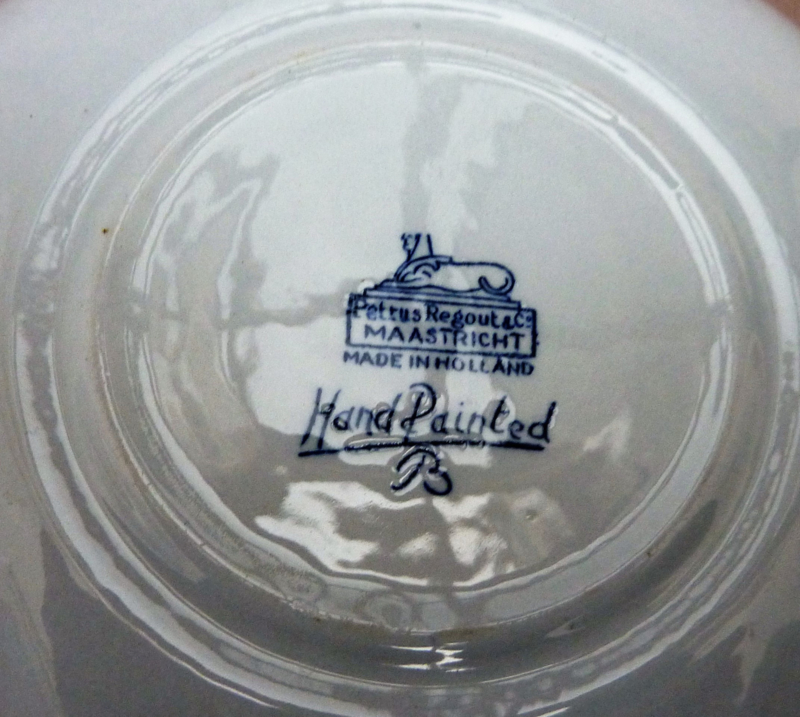 Petrus Regout & Co
MAASTRICHT
MADE IN HOLLAND
Hand Painted
B